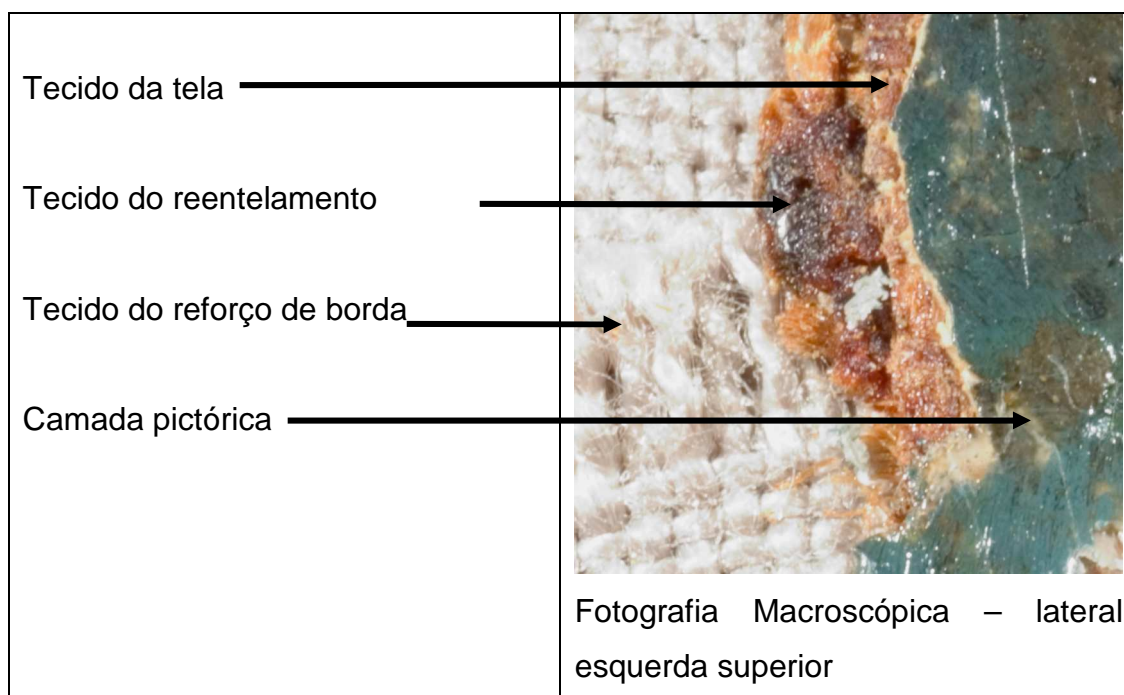 Tecido da tela
Tecido do reentelamento
Tecido do reforço de borda
Camada pictórica
Fotografia Macroscópica – lateral
esquerda superior